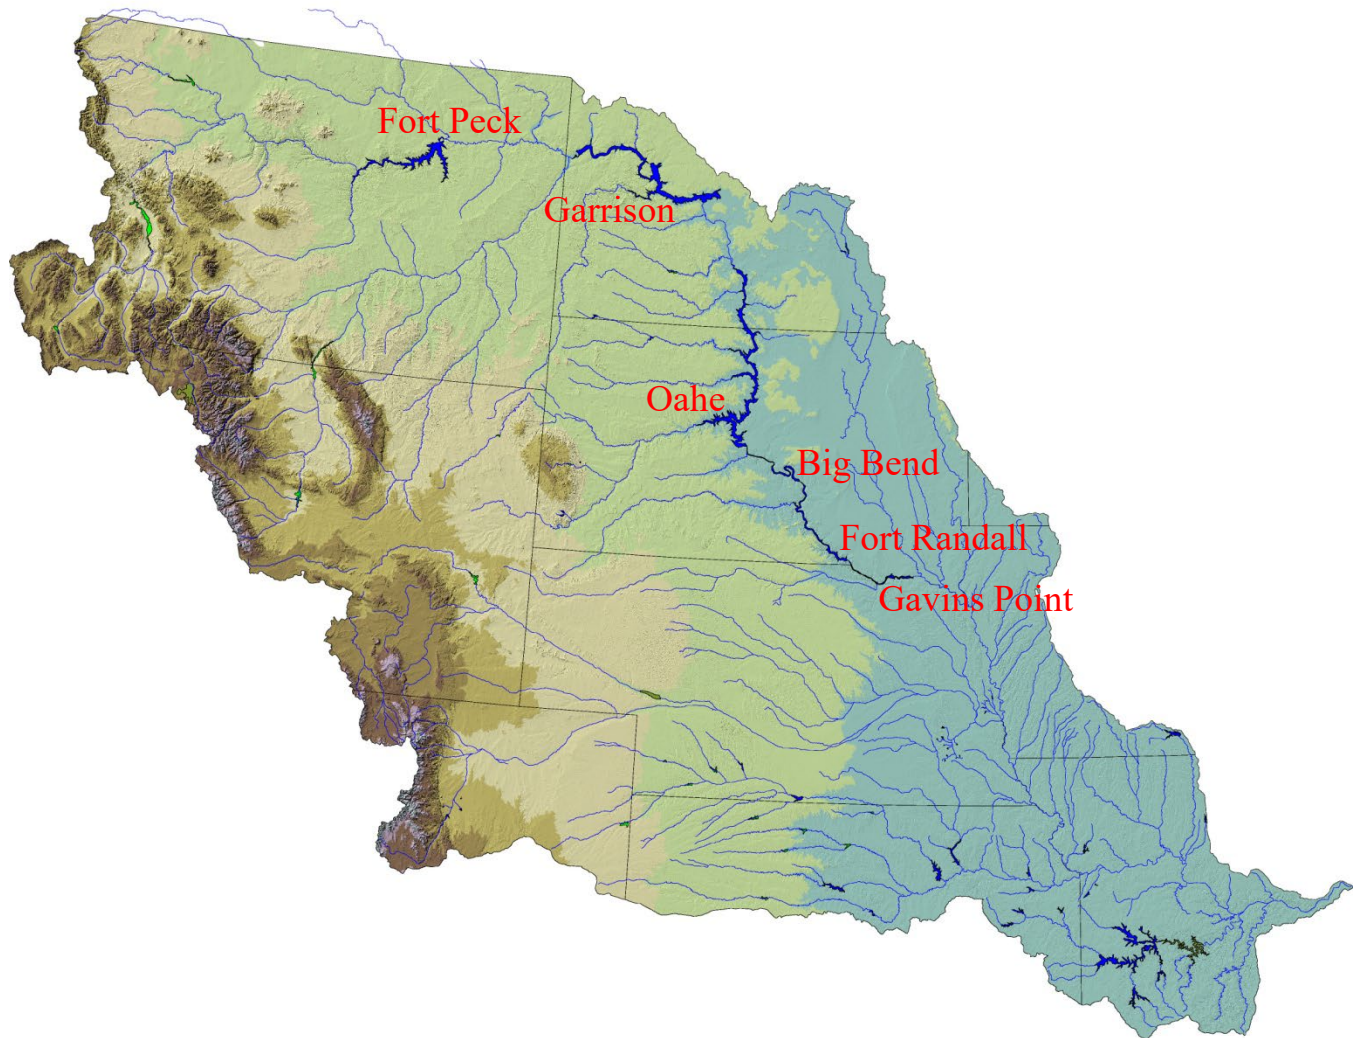 Fort Peck
Garrison
Oahe
Big Bend
Fort Randall
Gavins Point